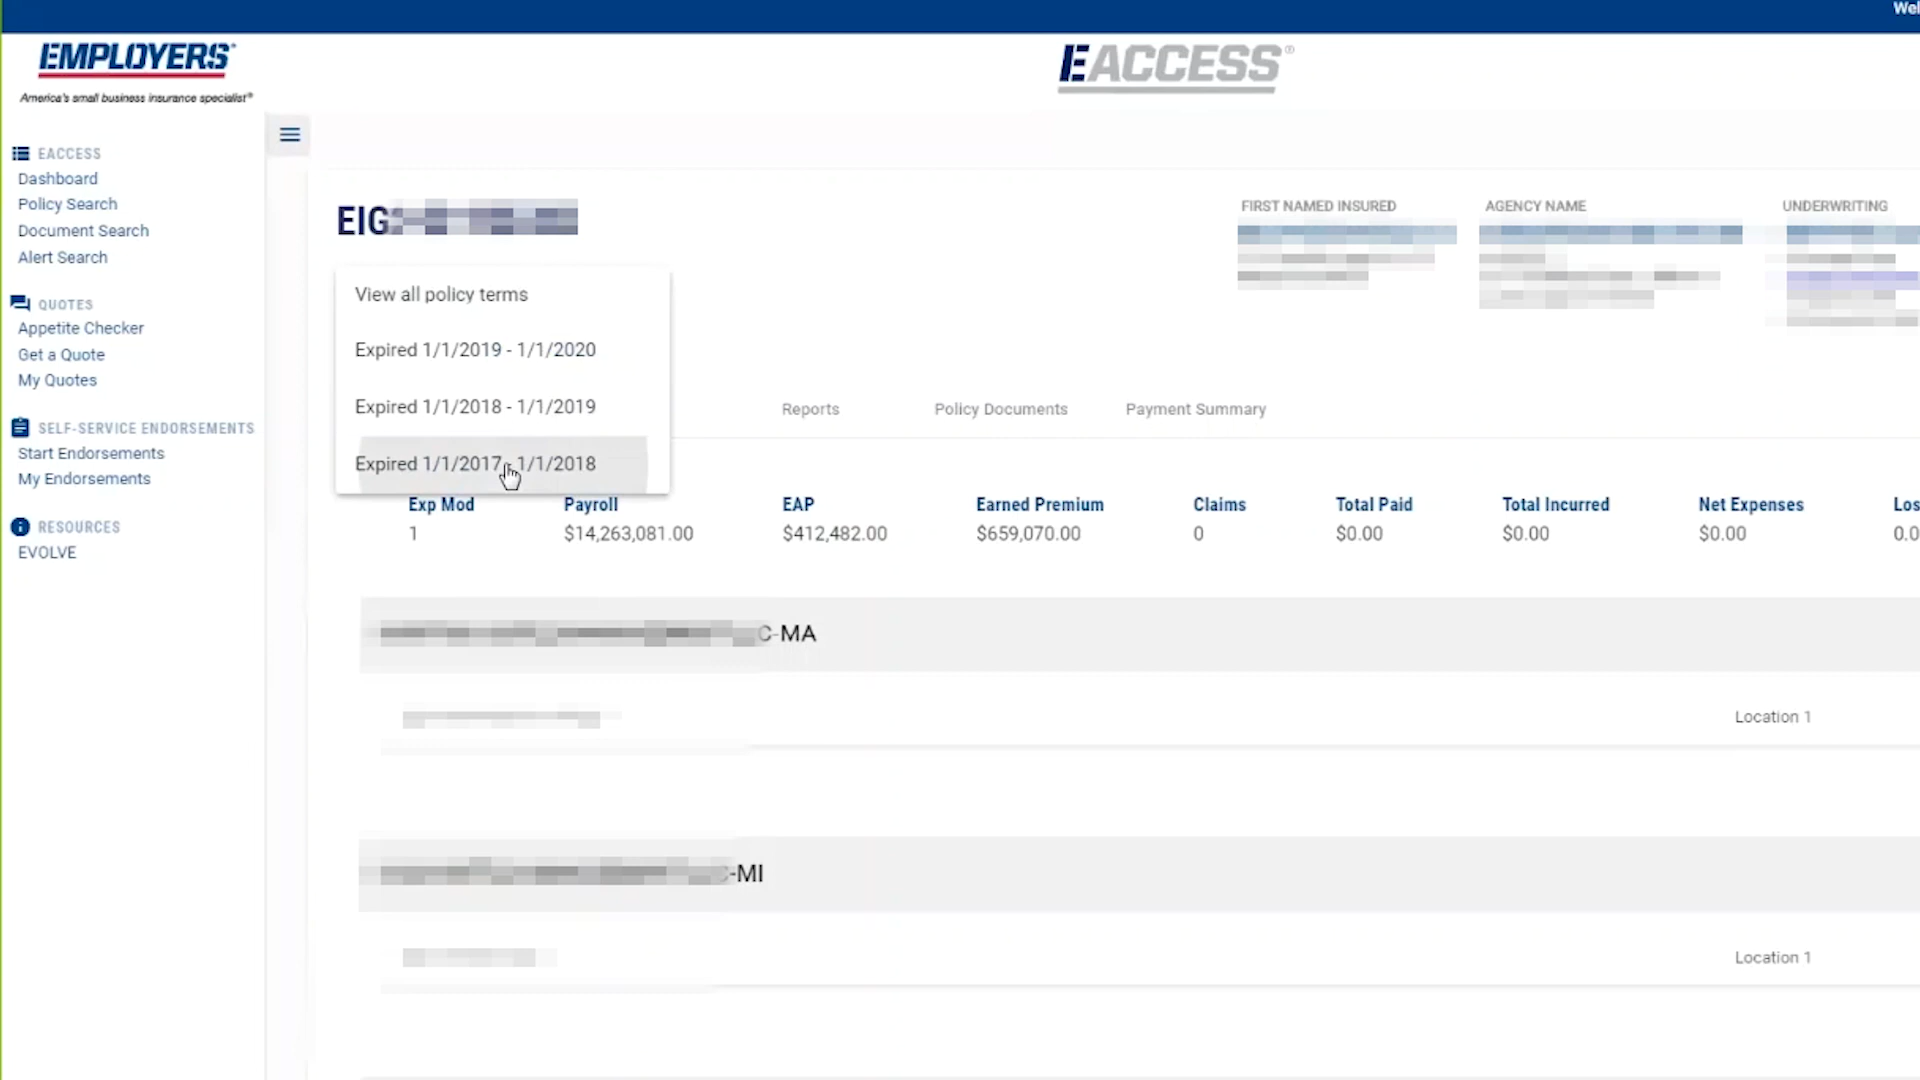 Wel
EMPLOYERS®
America's small business insurance specialist®
EACCESS®
EACCESS
Dashboard
Policy Search
Document Search
Alert Search
QUOTES
Appetite Checker
Get a Quote
My Quotes
SELF-SERVICE ENDORSEMENTS
Start Endorsements
My Endorsements
RESOURCES
EVOLVE
EIG
FIRST NAMED INSURED
AGENCY NAME
UNDERWRITING
View all policy terms
Expired 1/1/2019 - 1/1/2020
Expired 1/1/2018 - 1/1/2019
Expired 1/1/2017 - 1/1/2018
Reports Policy Documents Payment Summary
Exp Mod Payroll EAP Earned Premium Claims Total Paid Total Incurred Net Expenses Los
1 $14,263,081.00 $412,482.00 $659,070.00 0 $0.00 $0.00 $0.00 0.0
C-MA
Location 1
-MI
Location 1